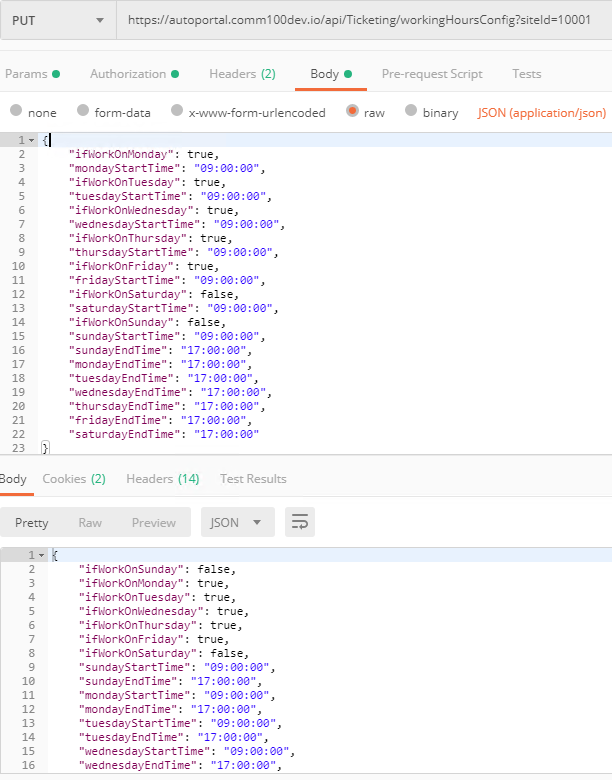 PUT https://autoportal.comm100dev.io/api/Ticketing/workingHoursConfig?siteId=10001
Params Authorization Headers (2) Body Pre-request Script Tests
none form-data x-www-form-urlencoded raw binary JSON (application/json)
1 {
2 "ifWorkOnMonday": true,
3 "mondayStartTime": "09:00:00",
4 "ifWorkOnTuesday": true,
5 "tuesdayStartTime": "09:00:00",
6 "ifWorkOnWednesday": true,
7 "wednesdayStartTime": "09:00:00",
8 "ifWorkOnThursday": true,
9 "thursdayStartTime": "09:00:00",
10 "ifWorkOnFriday": true,
11 "fridayStartTime": "09:00:00",
12 "ifWorkOnSaturday": false,
13 "saturdayStartTime": "09:00:00",
14 "ifWorkOnSunday": false,
15 "sundayStartTime": "09:00:00",
16 "sundayEndTime": "17:00:00",
17 "mondayEndTime": "17:00:00",
18 "tuesdayEndTime": "17:00:00",
19 "wednesdayEndTime": "17:00:00",
20 "thursdayEndTime": "17:00:00",
21 "fridayEndTime": "17:00:00",
22 "saturdayEndTime": "17:00:00"
23 }
Body Cookies (2) Headers (14) Test Results
Pretty Raw Preview JSON
1 {
2 "ifWorkOnSunday": false,
3 "ifWorkOnMonday": true,
4 "ifWorkOnTuesday": true,
5 "ifWorkOnWednesday": true,
6 "ifWorkOnThursday": true,
7 "ifWorkOnFriday": true,
8 "ifWorkOnSaturday": false,
9 "sundayStartTime": "09:00:00",
10 "sundayEndTime": "17:00:00",
11 "mondayStartTime": "09:00:00",
12 "mondayEndTime": "17:00:00",
13 "tuesdayStartTime": "09:00:00",
14 "tuesdayEndTime": "17:00:00",
15 "wednesdayStartTime": "09:00:00",
16 "wednesdayEndTime": "17:00:00",